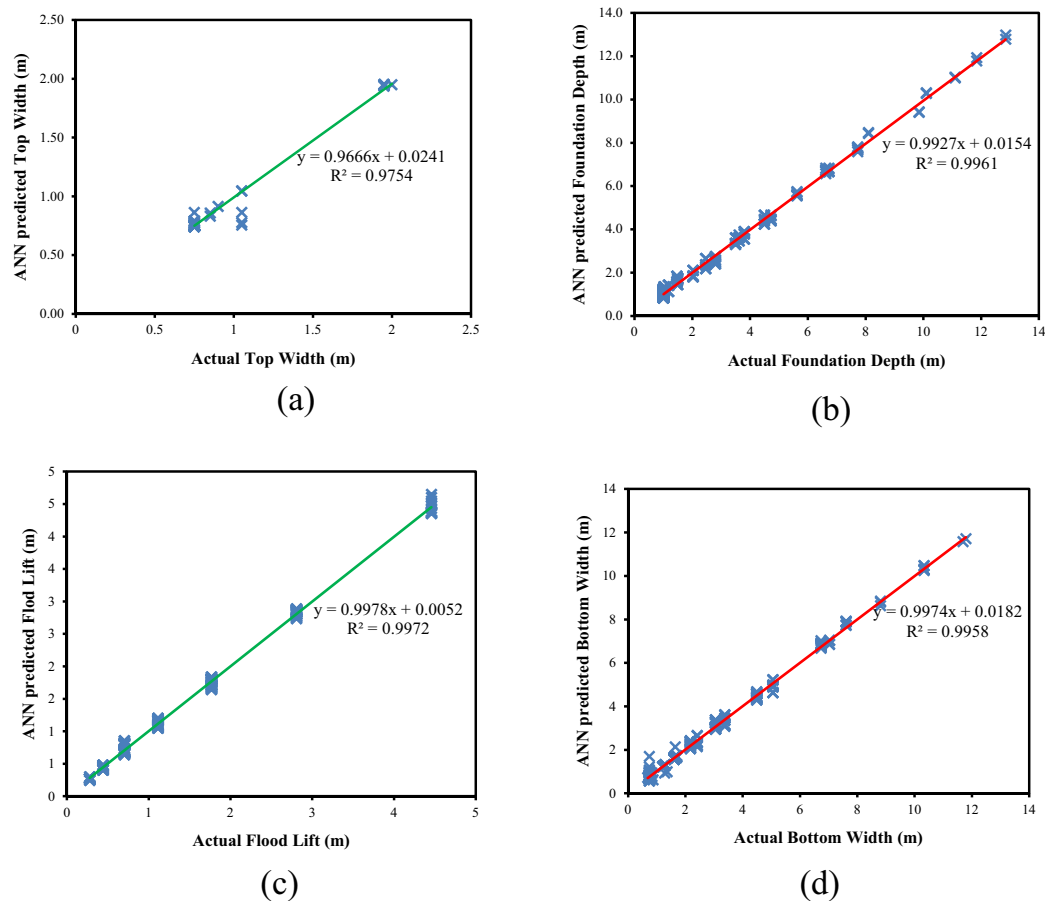 ANN predicted Top Width (m)
2.50
2.00
1.50
1.00
0.50
0.00
y = 0.9666x + 0.0241
R² = 0.9754
0 0.5 1 1.5 2 2.5
Actual Top Width (m)
(a)
ANN predicted Foundation Depth (m)
14.0
12.0
10.0
8.0
6.0
4.0
2.0
0.0
y = 0.9927x + 0.0154
R² = 0.9961
0 2 4 6 8 10 12 14
Actual Foundation Depth (m)
(b)
ANN predicted Flod Lift (m)
5
5
4
4
3
3
2
2
1
1
0
y = 0.9978x + 0.0052
R² = 0.9972
0 1 2 3 4 5
Actual Flood Lift (m)
(c)
ANN predicted Bottom Width (m)
14
12
10
8
6
4
2
0
y = 0.9974x + 0.0182
R² = 0.9958
0 2 4 6 8 10 12 14
Actual Bottom Width (m)
(d)